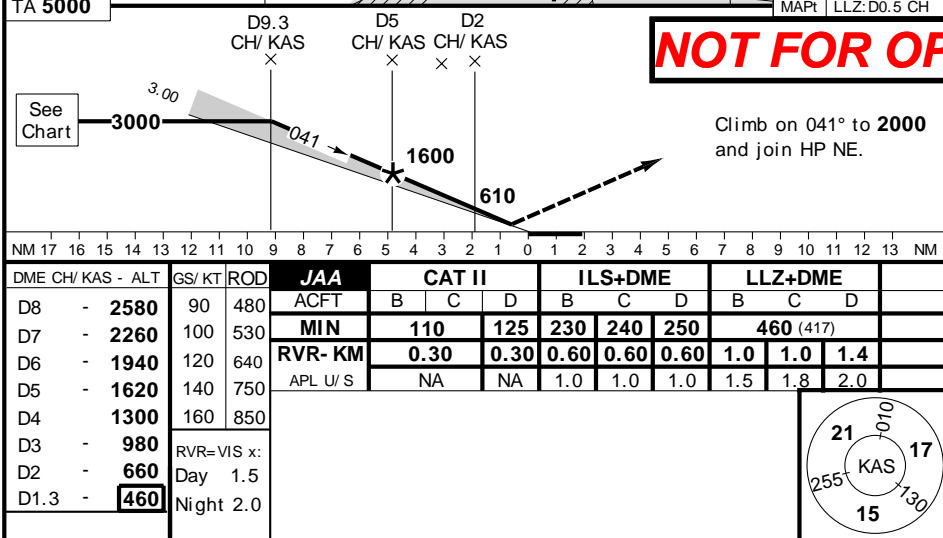 TA 5000
MAPt LLZ: D0.5 CH
D9.3 CH/ KAS
D5 CH/ KAS
D2 CH/ KAS
NOT FOR OP
3.00
See Chart
3000
041
1600
610
Climb on 041° to 2000
and join HP NE.
NM 17 16 15 14 13 12 11 10 9 8 7 6 5 4 3 2 1 0 1 2 3 4 5 6 7 8 9 10 11 12 13 NM
DME CH/ KAS - ALT
D8 - 2580
D7 - 2260
D6 - 1940
D5 - 1620
D4 - 1300
D3 - 980
D2 - 660
D1.3 - 460
GS/ KT ROD
90 480
100 530
120 640
140 750
160 850
RVR=VIS x:
Day 1.5
Night 2.0
JAA CAT II ILS+DME LLZ+DME
ACFT B C D B C D B C D
MIN 110 125 230 240 250 460 (417)
RVR- KM 0.30 0.30 0.60 0.60 0.60 1.0 1.0 1.4
APL U/ S NA NA 1.0 1.0 1.0 1.5 1.8 2.0
010
21
17
KAS
255
130
15